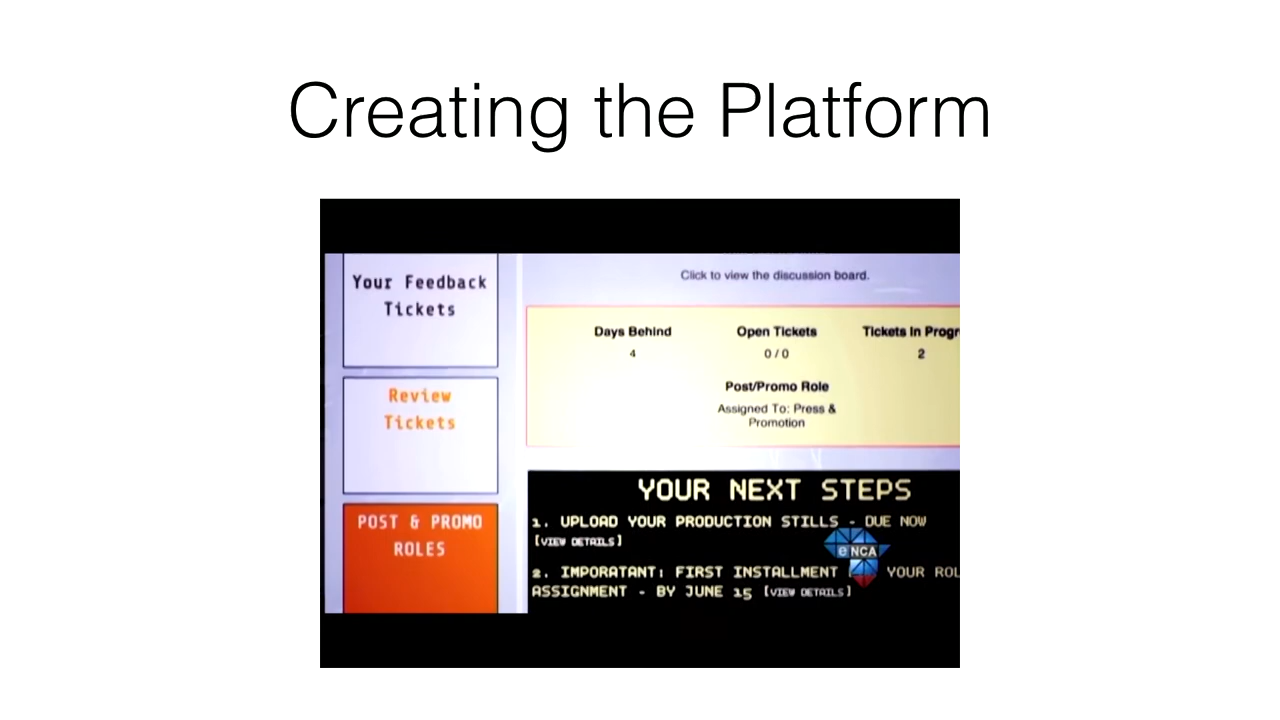 Creating the Platform
Your Feedback
Tickets
Review
Tickets
POST & PROMO
ROLES
Click to view the discussion board.
Days Behind
Open Tickets
Tickets In Progr
4
0 / 0
2
Post/Promo Role
Assigned To: Press &
Promotion
YOUR NEXT STEPS
1. UPLOAD YOUR PRODUCTION STILLS - DUE NOW
[VIEW DETAILS]
2. IMPORATANT: FIRST INSTALLMENT YOUR ROL
ASSIGNMENT - BY JUNE 15 [VIEW DETAILS]
eNCA